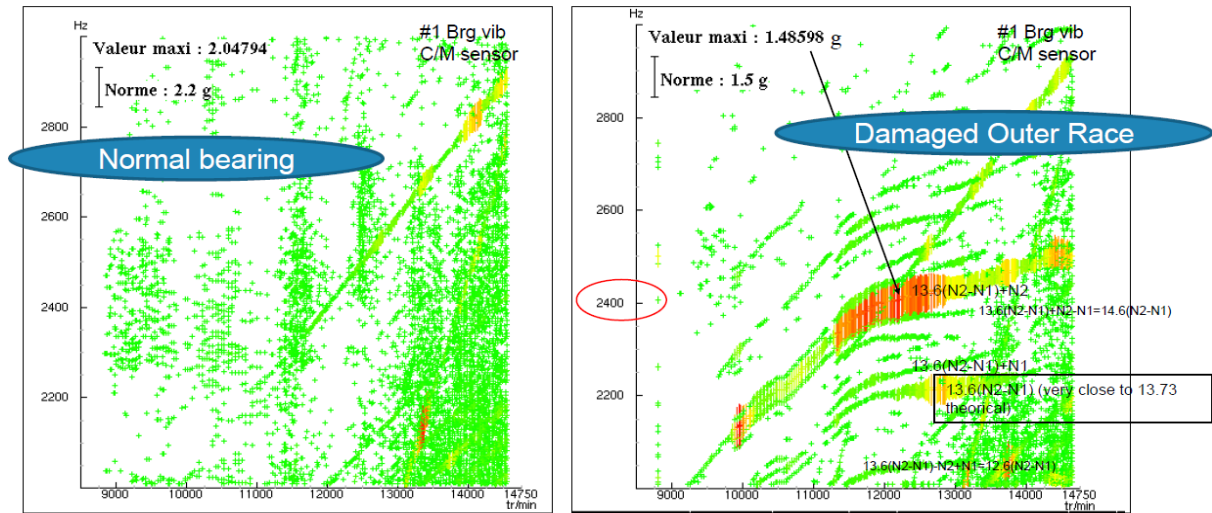 Hz
#1 Brg vib
C/M sensor
Valeur maxi : 2.04794
Norme : 2.2 g
2800
Normal bearing
2600
2400
2200
9000 10000 11000 12000 13000 14000 14750
tr/min
Hz
#1 Brg vib
C/M sensor
Valeur maxi : 1.48598 g
Norme : 1.5 g
2800
Damaged Outer Race
2600
2400
13.6(N2-N1)+N2
13.6(N2-N1)+N2-N1=14.6(N2-N1)
13.6(N2-N1)+N1
13.6(N2-N1) (very close to 13.73
theorical)
2200
13.6(N2-N1)-N2+N1=12.6(N2-N1)
9000 10000 11000 12000 13000 14000 14750
tr/min